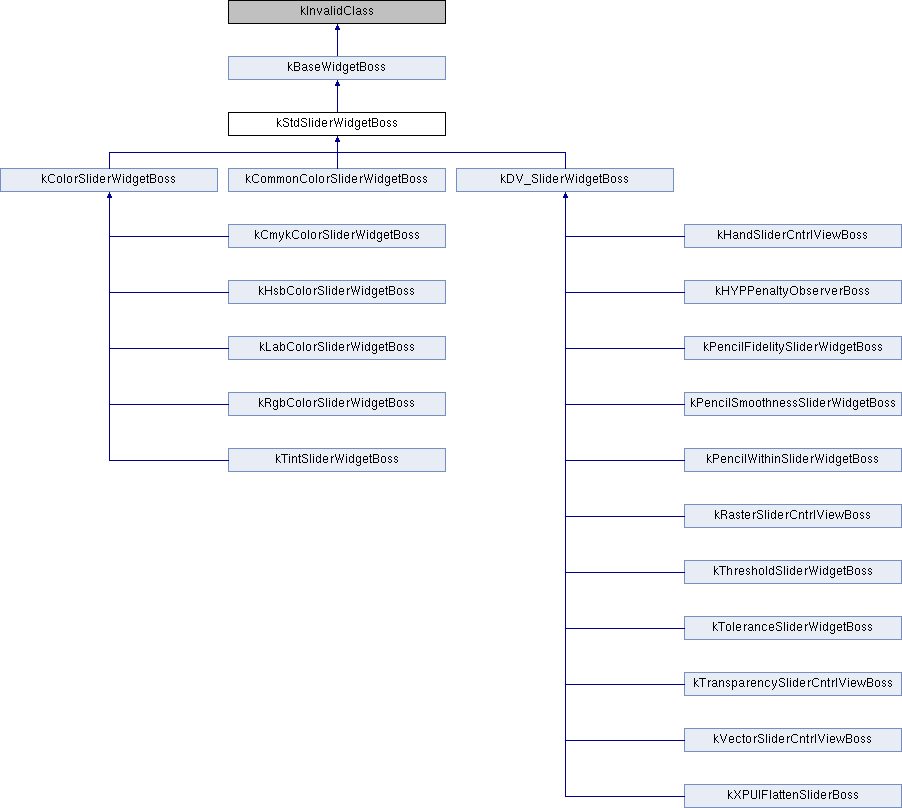 kInvalidClass
kBaseWidgetBoss
kStdSliderWidgetBoss
kColorSliderWidgetBoss
kCommonColorSliderWidgetBoss
kDV_SliderWidgetBoss
kCmykColorSliderWidgetBoss
kHandSliderCntrlViewBoss
kHsbColorSliderWidgetBoss
kHYPPenaltyObserverBoss
kLabColorSliderWidgetBoss
kPencilFidelitySliderWidgetBoss
kRgbColorSliderWidgetBoss
kPencilSmoothnessSliderWidgetBoss
kTintSliderWidgetBoss
kPencilWithinSliderWidgetBoss
kRasterSliderCntrlViewBoss
kThresholdSliderWidgetBoss
kToleranceSliderWidgetBoss
kTransparencySliderCntrlViewBoss
kVectorSliderCntrlViewBoss
kXPUIFlattenSliderBoss